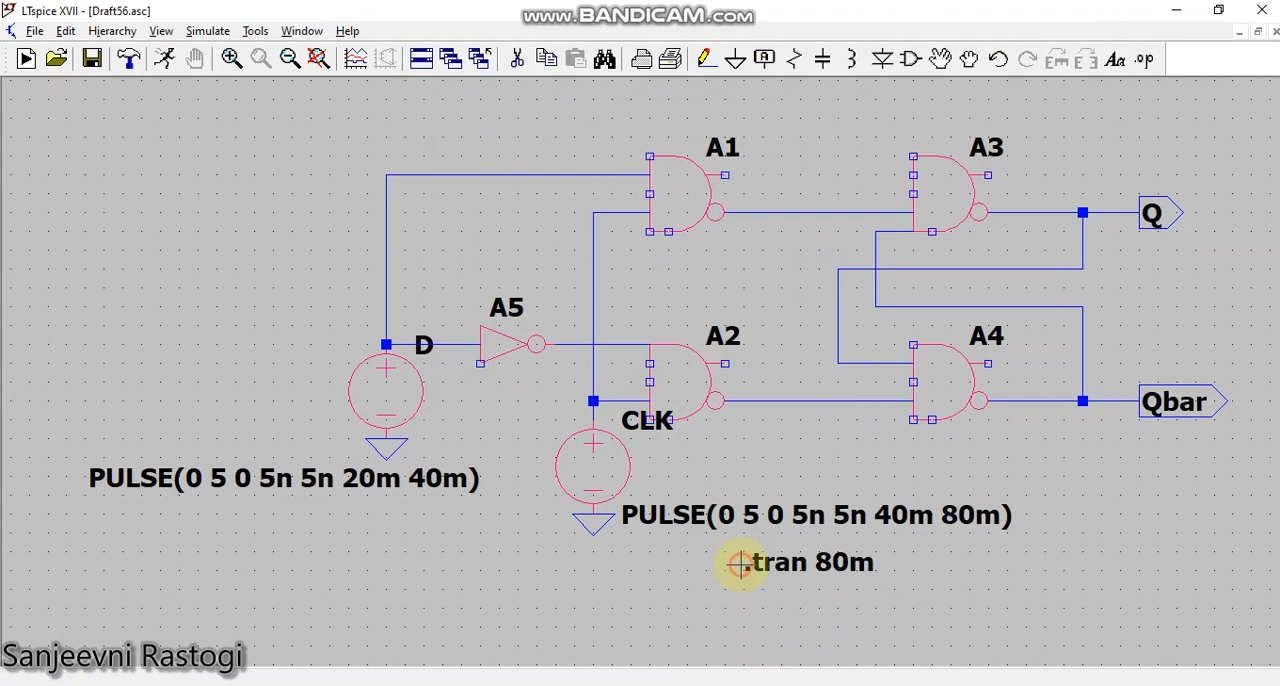 LTspice XVII - [Draft56.asc]
www.BANDICAM.com
File Edit Hierarchy View Simulate Tools Window Help
A
Aa .op
A1
A3
Q
A5
A2
A4
D
Qbar
CLK
PULSE(0 5 0 5n 5n 20m 40m)
PULSE(0 5 0 5n 5n 40m 80m)
.tran 80m
Sanjeevni Rastogi